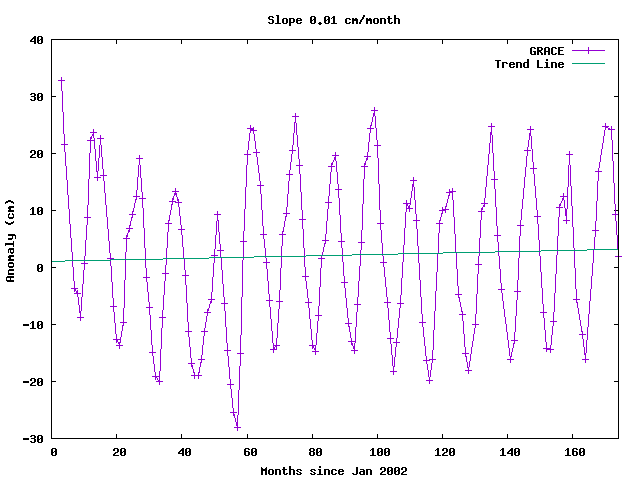 Slope 0.01 cm/month
40
30
20
10
0
-10
-20
-30
Anomaly (cm)
GRACE
Trend Line
0 20 40 60 80 100 120 140 160
Months since Jan 2002